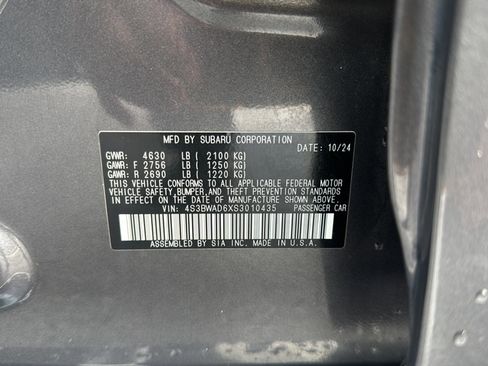 MFD BY SUBARU CORPORATION
DATE: 10/24
GVWR: 4630 LB ( 2100 KG)
GAWR: F 2756 LB ( 1250 KG)
GAWR: R 2690 LB ( 1220 KG)
THIS VEHICLE CONFORMS TO ALL APPLICABLE FEDERAL MOTOR
VEHICLE SAFETY, BUMPER, AND THEFT PREVENTION STANDARDS
IN EFFECT ON THE DATE OF MANUFACTURE SHOWN ABOVE.
VIN: 4S3BWAD6XS3010435 PASSENGER CAR
ASSEMBLED BY SIA INC. IN U.S.A.